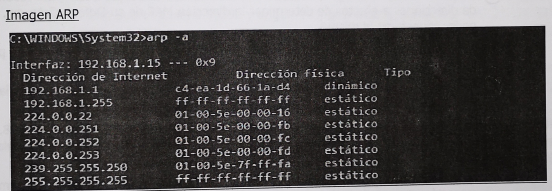 Imagen ARP
C:\WINDOWS\System32>arp -a
Interfaz: 192.168.1.15 --- 0x9
Dirección de Internet Dirección física Tipo
192.168.1.1 c4-ea-1d-66-1a-d4 dinámico
192.168.1.255 ff-ff-ff-ff-ff-ff estático
224.0.0.22 01-00-5e-00-00-16 estático
224.0.0.251 01-00-5e-00-00-fb estático
224.0.0.252 01-00-5e-00-00-fc estático
224.0.0.253 01-00-5e-00-00-fd estático
239.255.255.250 01-00-5e-7f-ff-fa estático
255.255.255.255 ff-ff-ff-ff-ff-ff estático